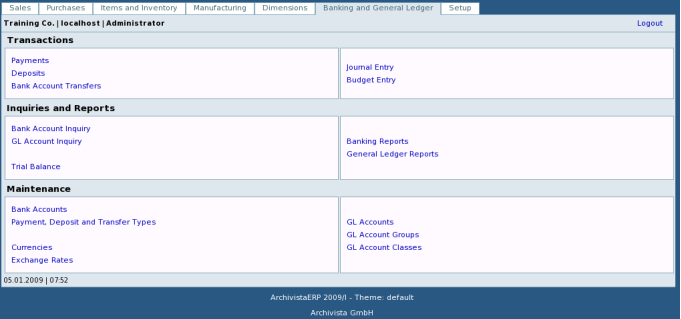 Sales Purchases Items and Inventory Manufacturing Dimensions Banking and General Ledger Setup
Training Co. | localhost | Administrator Logout
Transactions
Payments
Deposits
Bank Account Transfers
Journal Entry
Budget Entry
Inquiries and Reports
Bank Account Inquiry
GL Account Inquiry
Trial Balance
Banking Reports
General Ledger Reports
Maintenance
Bank Accounts
Payment, Deposit and Transfer Types
Currencies
Exchange Rates
GL Accounts
GL Account Groups
GL Account Classes
05.01.2009 | 07:52
ArchivistaERP 2009/I - Theme: default
Archivista GmbH